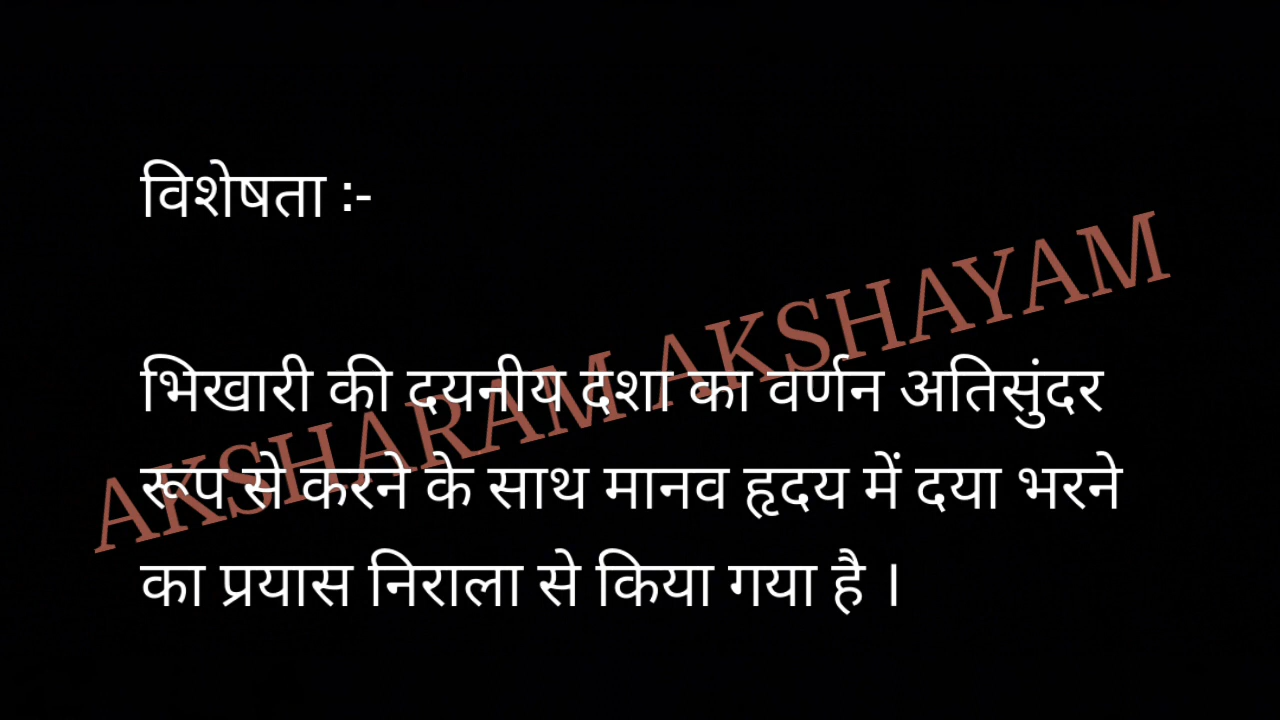 विशेषता :-
AKSHARAM AKSHAYAM
भिखारी की दयनीय दशा का वर्णन अतिसुंदर
रूप से करने के साथ मानव हृदय में दया भरने
का प्रयास निराला से किया गया है ।